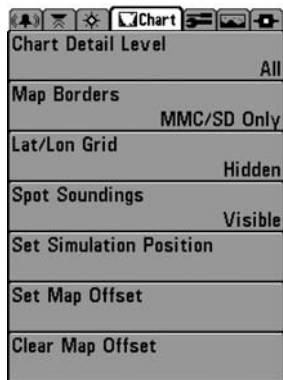 Chart
Chart Detail Level
All
Map Borders
MMC/SD Only
Lat/Lon Grid
Hidden
Spot Soundings
Visible
Set Simulation Position
Set Map Offset
Clear Map Offset